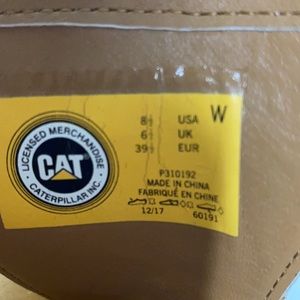 LICENSED MERCHANDISE
CAT
CATERPILLAR INC.
8½ USA W
6½ UK
39½ EUR
P310192
MADE IN CHINA
FABRIQUÉ EN CHINE
12/17 60191